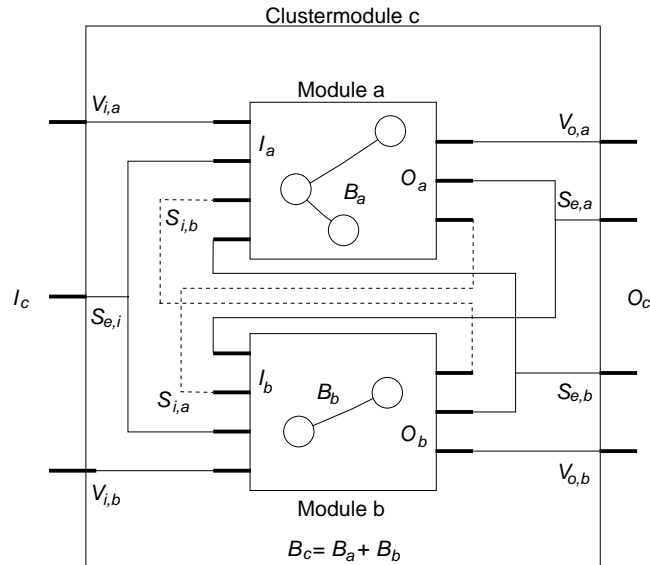 Clustermodule c
Module a
V_{i,a}
V_{o,a}
I_a
O_a
B_a
S_{i,b}
S_{e,a}
I_c
O_c
S_{e,i}
I_b
B_b
S_{i,a}
S_{e,b}
O_b
V_{i,b}
V_{o,b}
Module b
B_c= B_a+ B_b